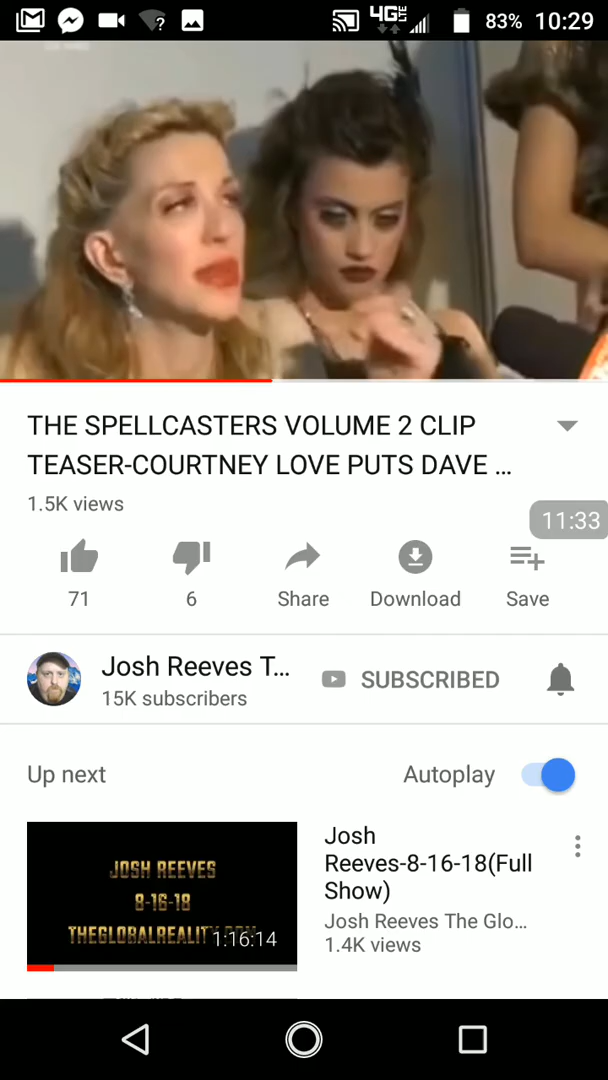 4G LTE 83% 10:29
THE SPELLCASTERS VOLUME 2 CLIP
TEASER-COURTNEY LOVE PUTS DAVE ...
1.5K views
11:33
71 6 Share Download Save
Josh Reeves T... SUBSCRIBED
15K subscribers
Up next Autoplay
JOSH REEVES
8-16-18
1:16:14
Josh
Reeves-8-16-18(Full
Show)
Josh Reeves The Glo...
1.4K views